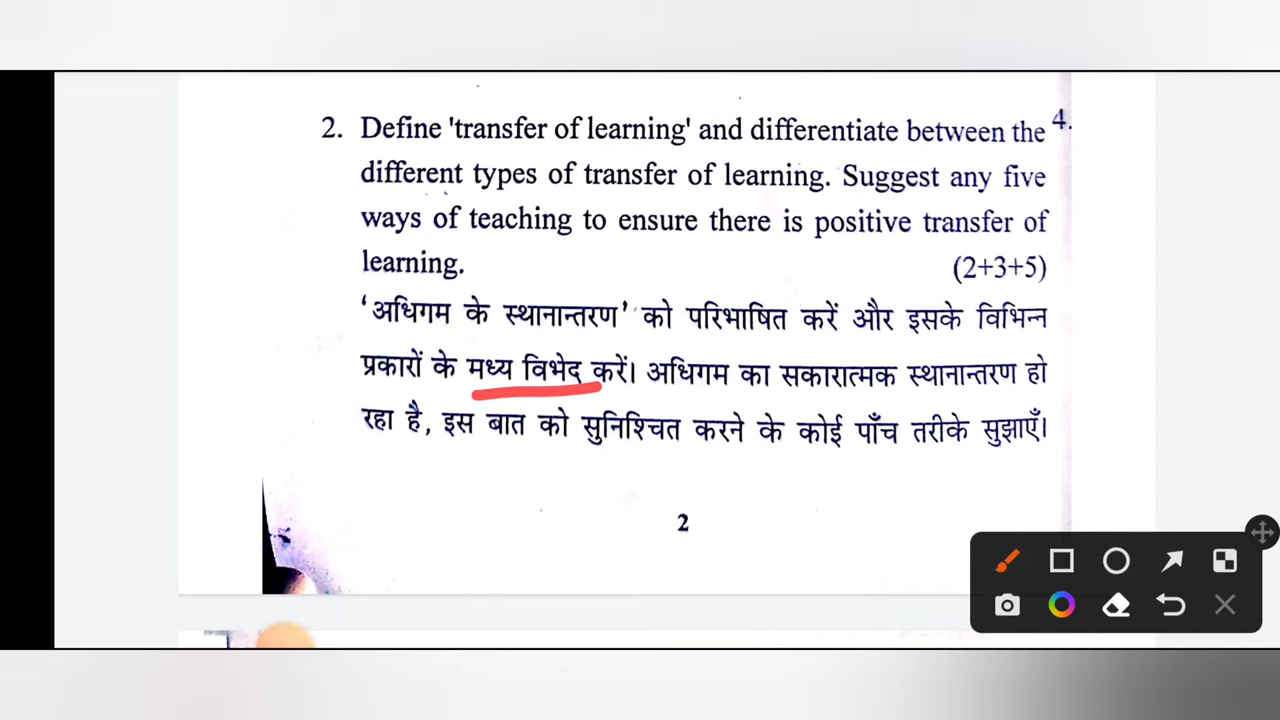 2. Define 'transfer of learning' and differentiate between the 4.
different types of transfer of learning. Suggest any five
ways of teaching to ensure there is positive transfer of
learning. (2+3+5)
'अधिगम के स्थानान्तरण' को परिभाषित करें और इसके विभिन्न
प्रकारों के मध्य विभेद करें। अधिगम का सकारात्मक स्थानान्तरण हो
रहा है, इस बात को सुनिश्चित करने के कोई पाँच तरीके सुझाएँ।
2